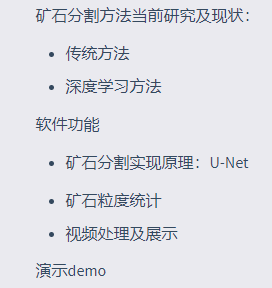 矿石分割方法当前研究及现状：
• 传统方法
• 深度学习方法
软件功能
• 矿石分割实现原理：U-Net
• 矿石粒度统计
• 视频处理及展示
演示demo